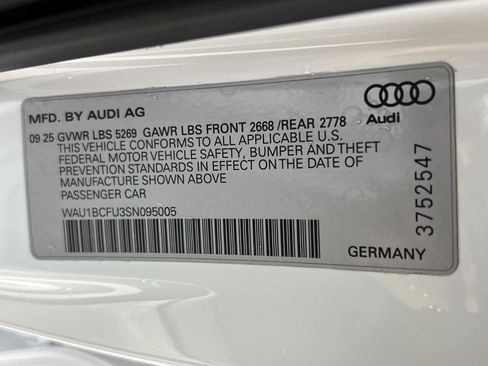 MFD. BY AUDI AG
09 25 GVWR LBS 5269 GAWR LBS FRONT 2668 /REAR 2778
THIS VEHICLE CONFORMS TO ALL APPLICABLE U.S.
FEDERAL MOTOR VEHICLE SAFETY, BUMPER AND THEFT
PREVENTION STANDARDS IN EFFECT ON THE DATE OF
MANUFACTURE SHOWN ABOVE
PASSENGER CAR
WAU1BCFU3SN095005
GERMANY
Audi
3752547